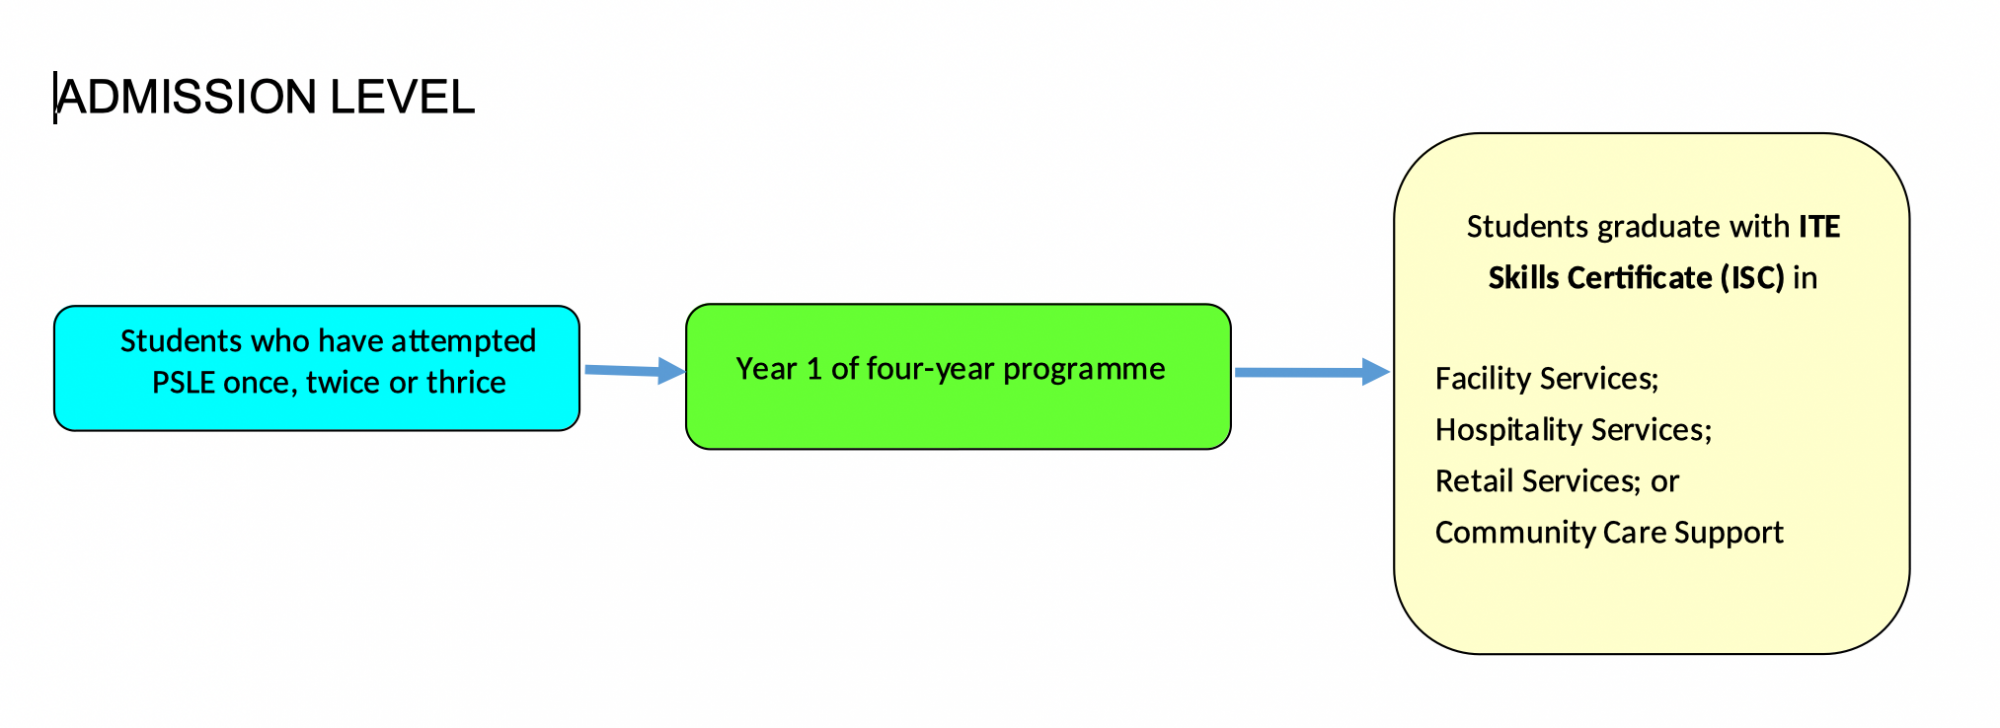 ADMISSION LEVEL
Students who have attempted
PSLE once, twice or thrice
Year 1 of four-year programme
Students graduate with ITE
Skills Certificate (ISC) in
Facility Services;
Hospitality Services;
Retail Services; or
Community Care Support